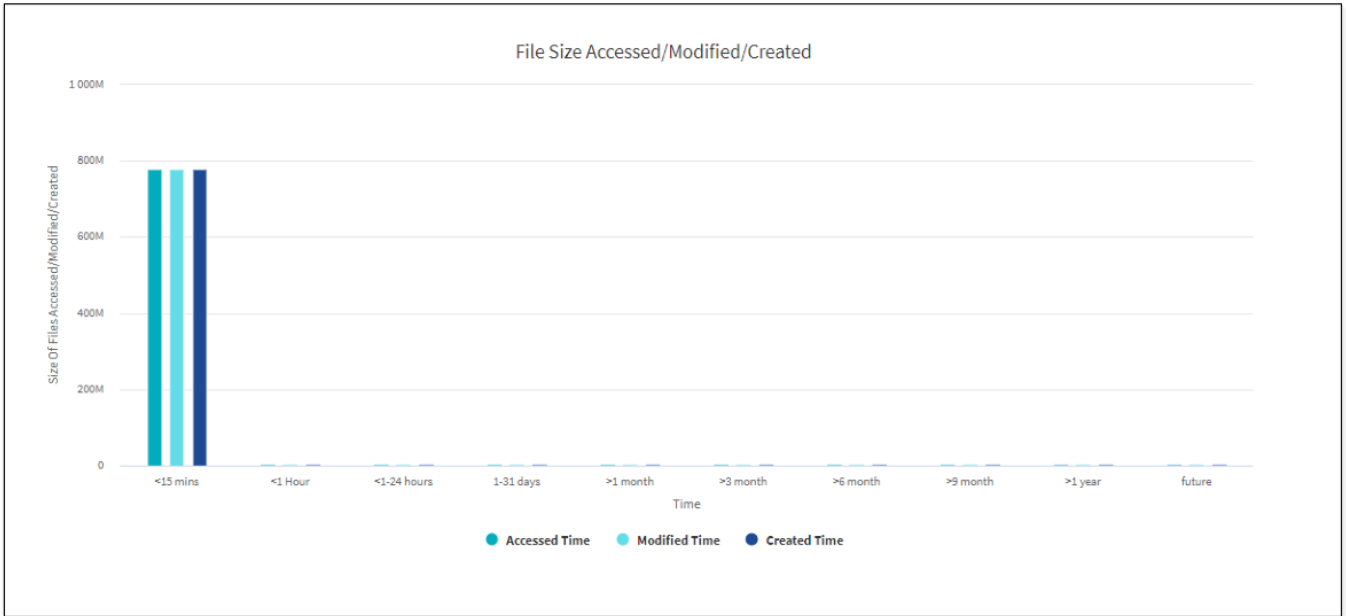 File Size Accessed/Modified/Created
Size Of Files Accessed/Modified/Created
1 000M
800M
600M
400M
200M
0
<15 mins <1 Hour <1-24 hours 1-31 days >1 month >3 month >6 month >9 month >1 year future
Time
Accessed Time Modified Time Created Time